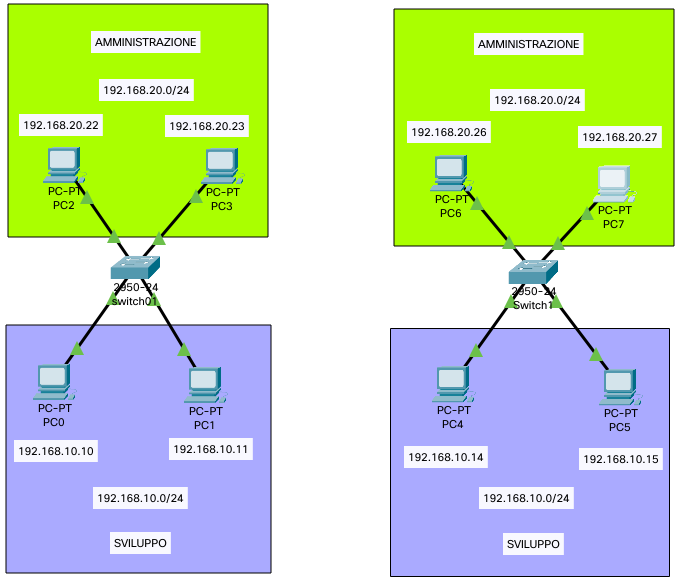 AMMINISTRAZIONE
192.168.20.0/24
192.168.20.22
192.168.20.23
PC-PT
PC2
PC-PT
PC3
2950-24
switch01
PC-PT
PC0
PC-PT
PC1
192.168.10.10
192.168.10.11
192.168.10.0/24
SVILUPPO
AMMINISTRAZIONE
192.168.20.0/24
192.168.20.26
192.168.20.27
PC-PT
PC6
PC-PT
PC7
2950-24
Switch1
PC-PT
PC4
PC-PT
PC5
192.168.10.14
192.168.10.15
192.168.10.0/24
SVILUPPO